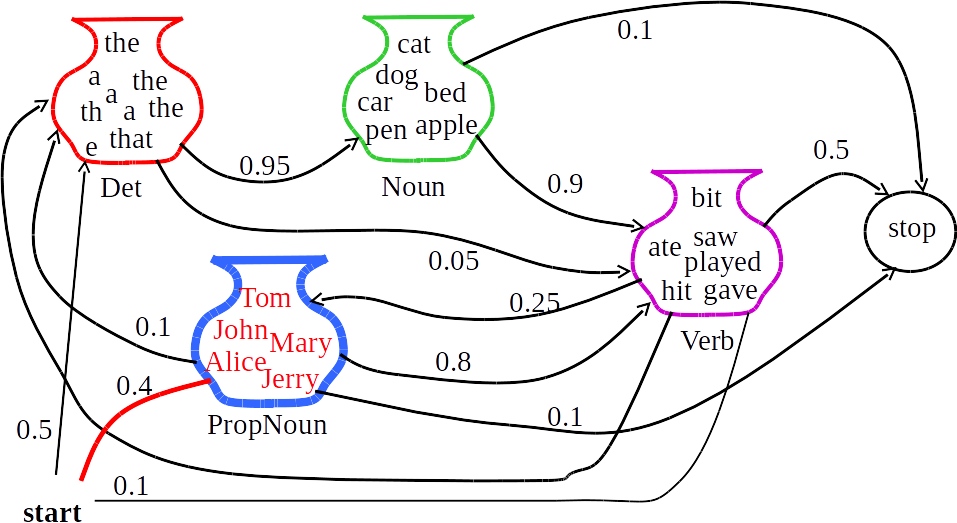 the
a
the
a
th
a
the
e
that
Det
cat
dog
bed
car
pen
apple
Noun
0.1
0.95
0.9
0.5
bit
ate
saw
played
hit
gave
Verb
stop
0.05
0.25
Tom
John
Mary
Alice
Jerry
PropNoun
0.1
0.8
0.4
0.1
0.5
0.1
start